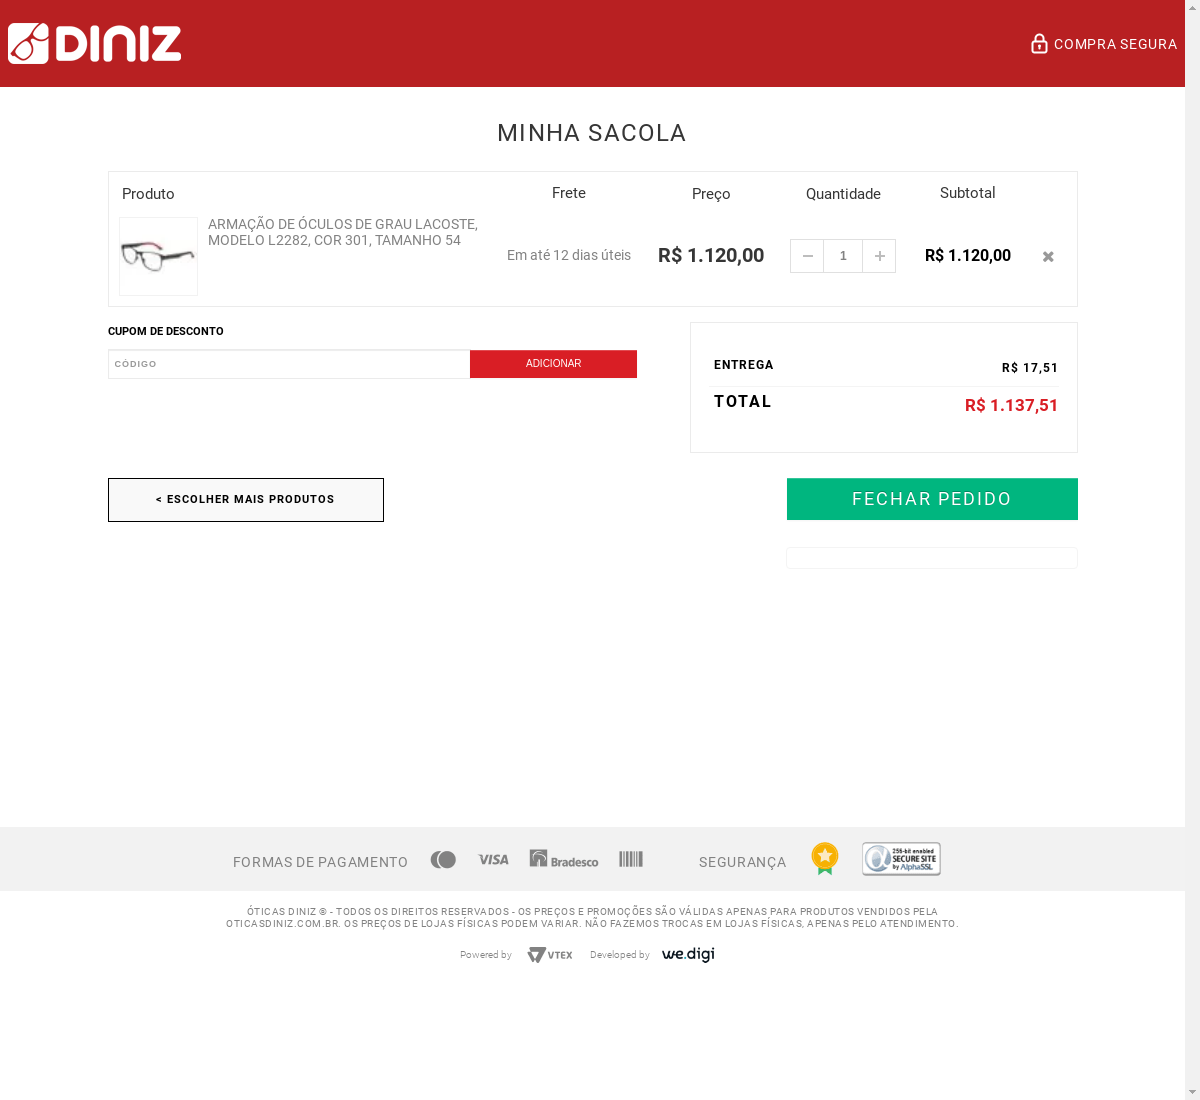 DINIZ
COMPRA SEGURA
MINHA SACOLA
Produto Frete Preço Quantidade Subtotal
ARMAÇÃO DE ÓCULOS DE GRAU LACOSTE,
MODELO L2282, COR 301, TAMANHO 54
Em até 12 dias úteis R$ 1.120,00 1 R$ 1.120,00
CUPOM DE DESCONTO
CÓDIGO ADICIONAR
ENTREGA R$ 17,51
TOTAL R$ 1.137,51
< ESCOLHER MAIS PRODUTOS
FECHAR PEDIDO
FORMAS DE PAGAMENTO VISA Bradesco SEGURANÇA
256-bit enabled
SECURE SITE
by AlphaSSL
ÓTICAS DINIZ ® - TODOS OS DIREITOS RESERVADOS - OS PREÇOS E PROMOÇÕES SÃO VÁLIDAS APENAS PARA PRODUTOS VENDIDOS PELA
OTICASDINIZ.COM.BR. OS PREÇOS DE LOJAS FÍSICAS PODEM VARIAR. NÃO FAZEMOS TROCAS EM LOJAS FÍSICAS, APENAS PELO ATENDIMENTO.
Powered by VTEX Developed by we.digi